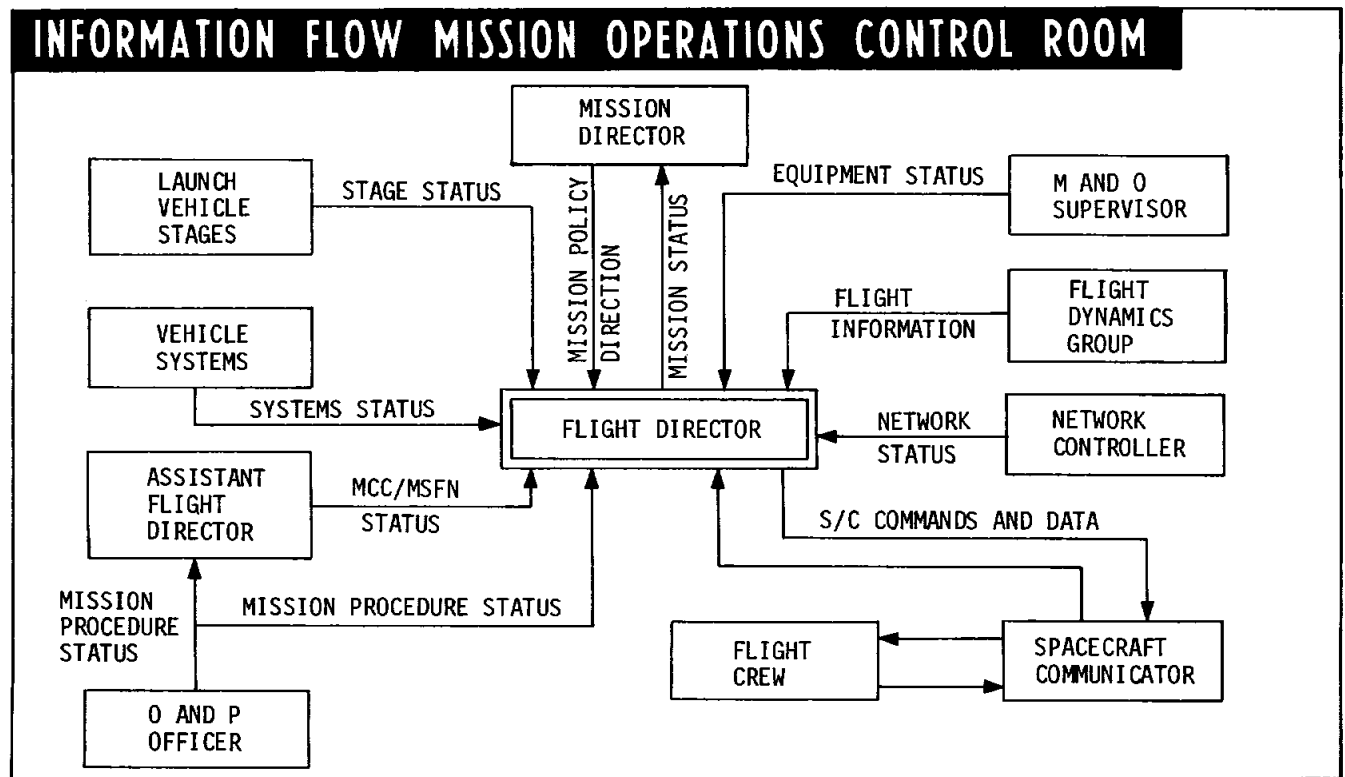 INFORMATION FLOW MISSION OPERATIONS CONTROL ROOM
MISSION
DIRECTOR
LAUNCH
VEHICLE
STAGES
STAGE STATUS
MISSION POLICY
DIRECTION
MISSION STATUS
EQUIPMENT STATUS
M AND O
SUPERVISOR
VEHICLE
SYSTEMS
FLIGHT
INFORMATION
FLIGHT
DYNAMICS
GROUP
SYSTEMS STATUS
FLIGHT DIRECTOR
NETWORK
STATUS
NETWORK
CONTROLLER
ASSISTANT
FLIGHT
DIRECTOR
MCC/MSFN
STATUS
S/C COMMANDS AND DATA
MISSION
PROCEDURE
STATUS
MISSION PROCEDURE STATUS
FLIGHT
CREW
SPACECRAFT
COMMUNICATOR
O AND P
OFFICER